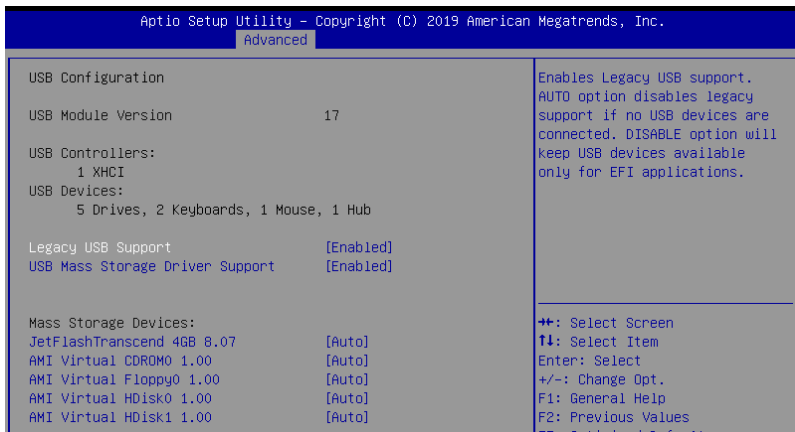 Aptio Setup Utility – Copyright (C) 2019 American Megatrends, Inc.
Advanced
USB Configuration
USB Module Version 17
USB Controllers:
1 XHCI
USB Devices:
5 Drives, 2 Keyboards, 1 Mouse, 1 Hub
Legacy USB Support [Enabled]
USB Mass Storage Driver Support [Enabled]
Mass Storage Devices:
JetFlashTranscend 4GB 8.07 [Auto]
AMI Virtual CDROM0 1.00 [Auto]
AMI Virtual Floppy0 1.00 [Auto]
AMI Virtual HDisk0 1.00 [Auto]
AMI Virtual HDisk1 1.00 [Auto]
Enables Legacy USB support.
AUTO option disables legacy
support if no USB devices are
connected. DISABLE option will
keep USB devices available
only for EFI applications.
→←: Select Screen
↑↓: Select Item
Enter: Select
+/-: Change Opt.
F1: General Help
F2: Previous Values